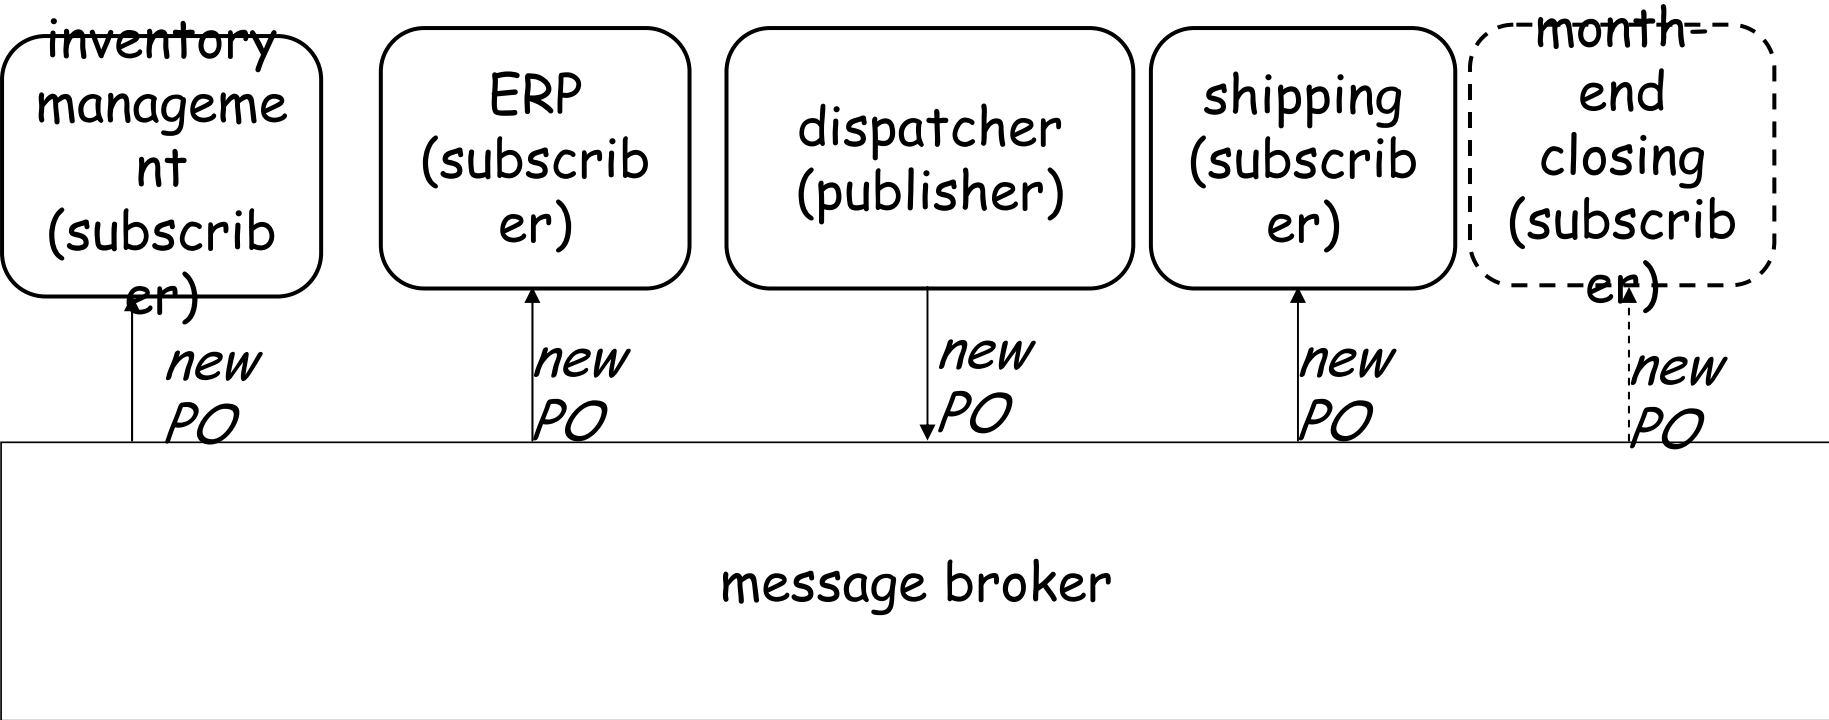 inventory
manageme
nt
(subscrib
er)
ERP
(subscrib
er)
dispatcher
(publisher)
shipping
(subscrib
er)
month-
end
closing
(subscrib
er)
new
PO
new
PO
new
PO
new
PO
new
PO
message broker